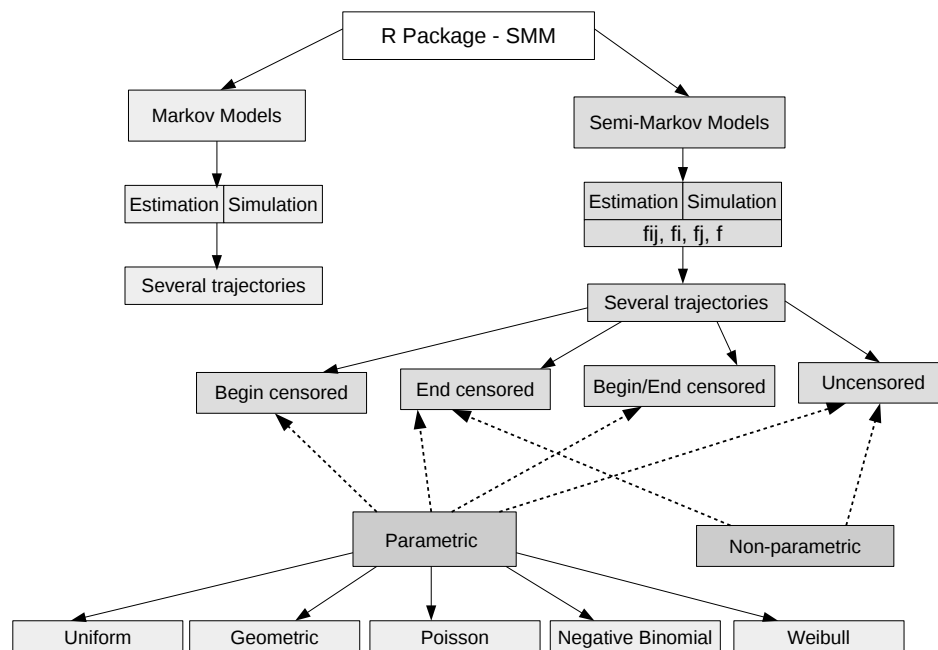 R Package - SMM
Markov Models
Semi-Markov Models
Estimation Simulation
Estimation Simulation
fij, fi, fj, f
Several trajectories
Several trajectories
Begin censored
End censored
Begin/End censored
Uncensored
Parametric
Non-parametric
Uniform
Geometric
Poisson
Negative Binomial
Weibull